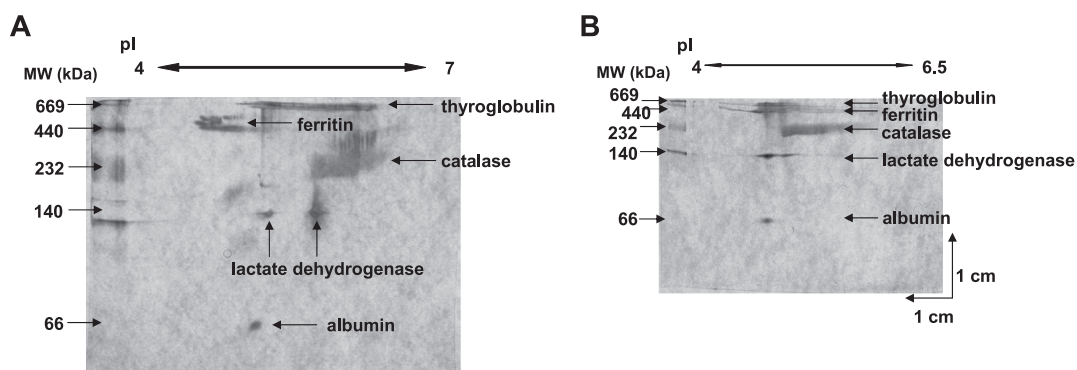 A
pI
MW (kDa) 4 7
669
thyroglobulin
ferritin
440
catalase
232
140
lactate dehydrogenase
66
albumin
B
pI
MW (kDa) 4 6.5
669
thyroglobulin
440
ferritin
232
catalase
140
lactate dehydrogenase
66
albumin
1 cm
1 cm